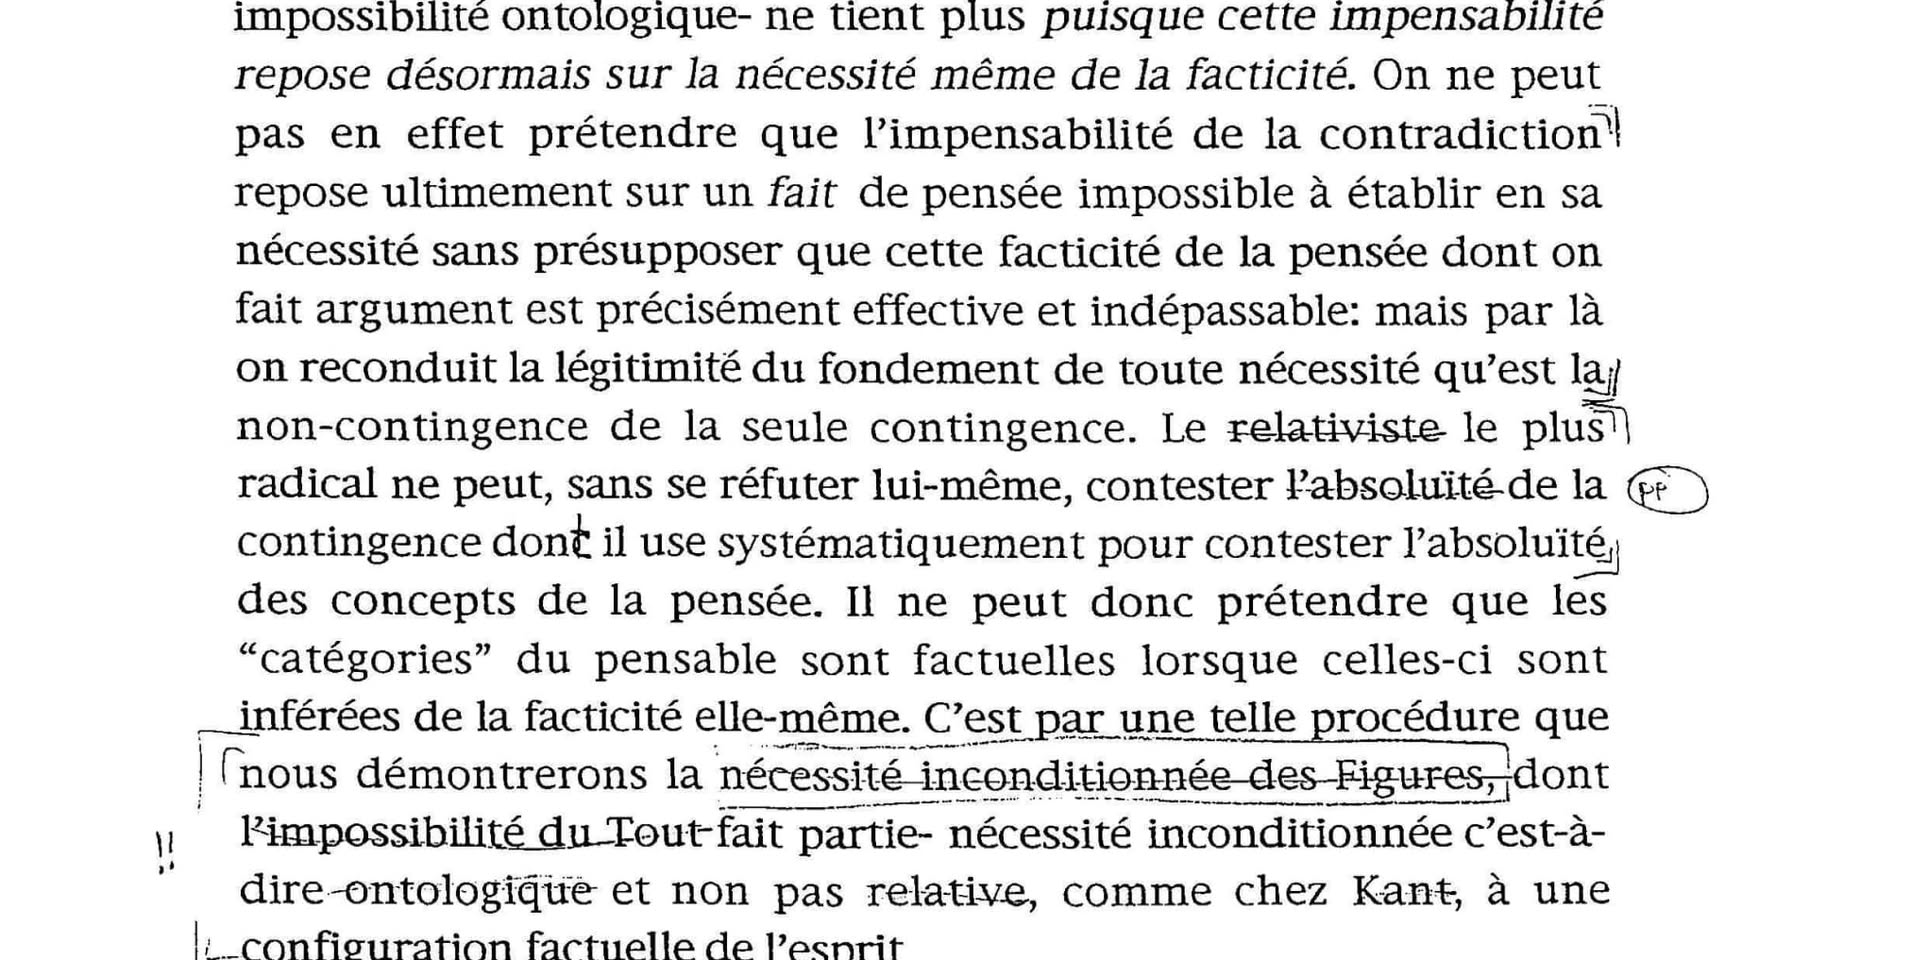 impossibilité ontologique- ne tient plus puisque cette impensabilité
repose désormais sur la nécessité même de la facticité. On ne peut
pas en effet prétendre que l'impensabilité de la contradiction
repose ultimement sur un fait de pensée impossible à établir en sa
nécessité sans présupposer que cette facticité de la pensée dont on
fait argument est précisément effective et indépassable: mais par là
on reconduit la légitimité du fondement de toute nécessité qu'est la
non-contingence de la seule contingence. Le relativiste le plus
radical ne peut, sans se réfuter lui-même, contester l'absoluïté de la
PP
contingence dont il use systématiquement pour contester l'absoluïté
des concepts de la pensée. Il ne peut donc prétendre que les
“catégories” du pensable sont factuelles lorsque celles-ci sont
inférées de la facticité elle-même. C'est par une telle procédure que
nous démontrerons la nécessité inconditionnée des Figures, dont
l'impossibilité du Tout fait partie- nécessité inconditionnée c'est-à-
!!
dire ontologique et non pas relative, comme chez Kant, à une
configuration factuelle de l'esprit